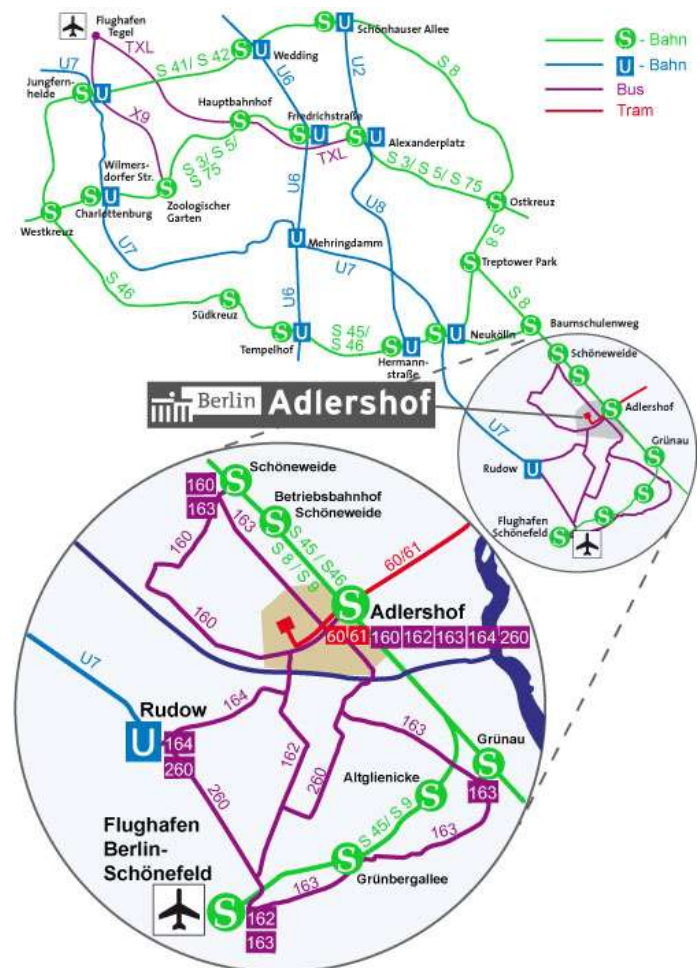 Flughafen
Tegel
TXL
Schönhauser Allee
S - Bahn
U - Bahn
Bus
Tram
Wedding
U7
S 41/ S 42
U6
U2
S 8
Jungfern-
heide
X9
Hauptbahnhof
Friedrichstraße
Alexanderplatz
TXL
Wilmers-
dorfer Str.
S 3/ S 5/
S 75
S 3/ S 5/ S 75
U6
U8
Charlottenburg
Zoologischer
Garten
Ostkreuz
Westkreuz
U7
Mehringdamm
U7
S 8
Treptower Park
S 46
U6
S 8
Südkreuz
Tempelhof
S 45/
S 46
Hermann-
straße
Neukölln
Baumschulenweg
Schöneweide
Berlin Adlershof
Adlershof
U7
Grünau
Rudow
Flughafen
Schönefeld
Schöneweide
160
163
Betriebsbahnhof
Schöneweide
163
160
S 45 / S46
S 8 / S 9
60/61
160
Adlershof
60 61 160 162 163 164 260
U7
Rudow
164
164
260
162
260
163
Grünau
163
260
Altglienicke
S 45/ S 9
163
Flughafen
Berlin-
Schönefeld
163
Grünbergallee
162
163